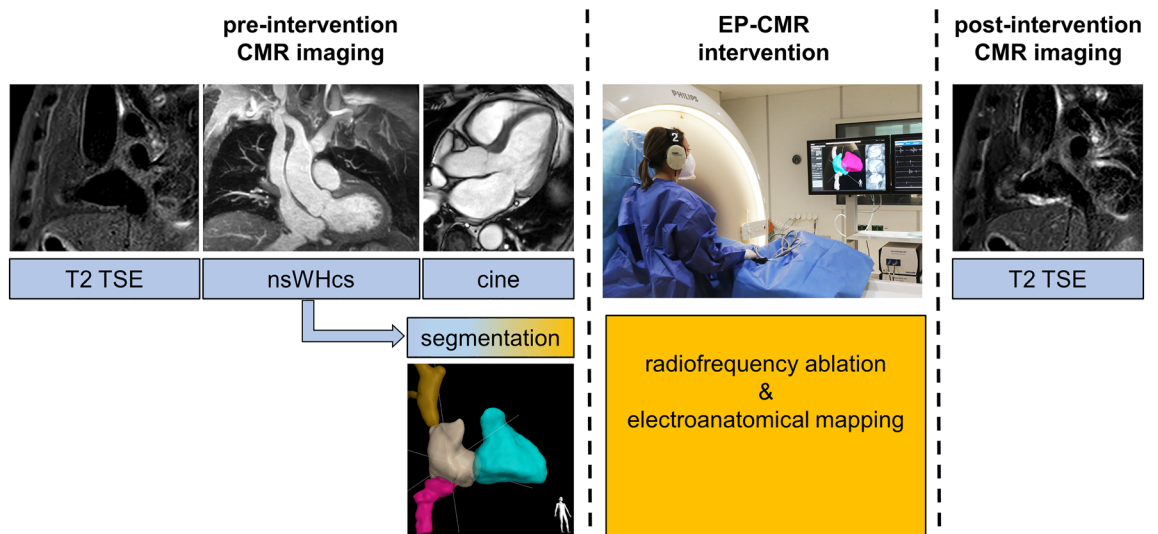 pre-intervention
CMR imaging
EP-CMR
intervention
post-intervention
CMR imaging
PHILIPS
2
T2 TSE
nsWHcs
cine
T2 TSE
segmentation
radiofrequency ablation
&
electroanatomical mapping